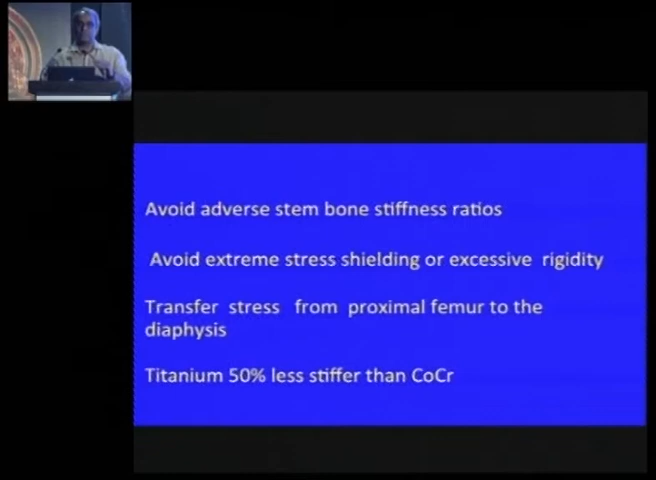 Avoid adverse stem bone stiffness ratios
Avoid extreme stress shielding or excessive rigidity
Transfer stress from proximal femur to the
diaphysis
Titanium 50% less stiffer than CoCr